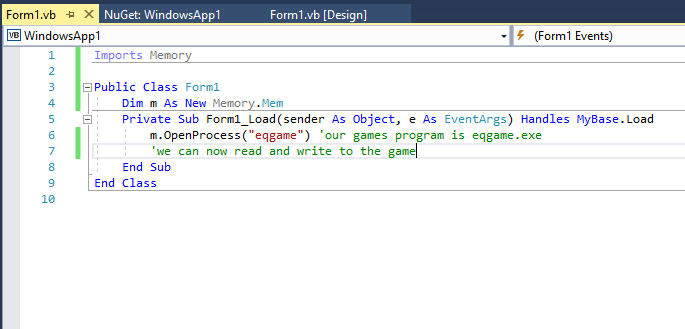 Form1.vb NuGet: WindowsApp1 Form1.vb [Design]
VB WindowsApp1 (Form1 Events)
1 Imports Memory
2
3 Public Class Form1
4 Dim m As New Memory.Mem
5 Private Sub Form1_Load(sender As Object, e As EventArgs) Handles MyBase.Load
6 m.OpenProcess("eqgame") 'our games program is eqgame.exe
7 'we can now read and write to the game
8 End Sub
9 End Class
10